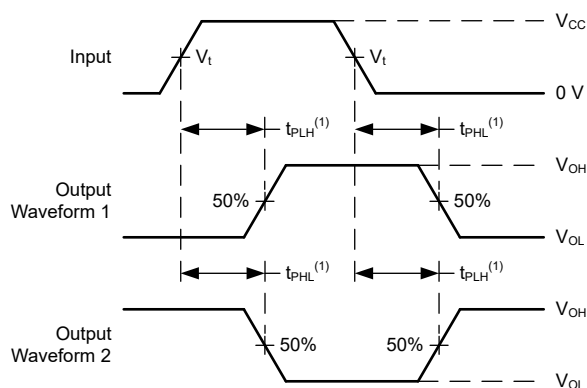 V_CC
Input
V_t
V_t
0 V
t_PLH^(1)
t_PHL^(1)
V_OH
Output
Waveform 1
50%
50%
V_OL
t_PHL^(1)
t_PLH^(1)
V_OH
Output
Waveform 2
50%
50%
V_OL